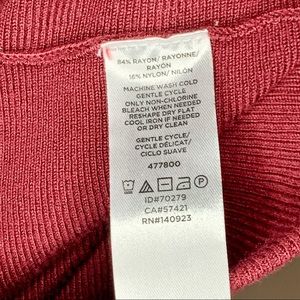 84% RAYON/ RAYONNE/
RAYÓN
16% NYLON/ NILÓN
MACHINE WASH COLD
GENTLE CYCLE
ONLY NON-CHLORINE
BLEACH WHEN NEEDED
RESHAPE DRY FLAT
COOL IRON IF NEEDED
OR DRY CLEAN
GENTLE CYCLE/
CYCLE DÉLICAT/
CICLO SUAVE
477800
ID#70279
CA#57421
RN#140923